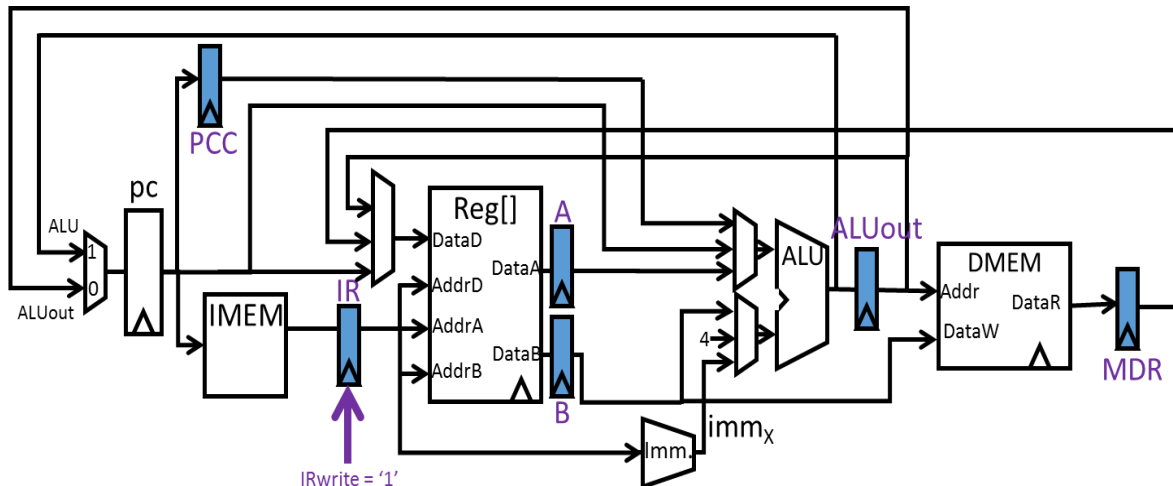 PCC
pc
ALU
1
0
ALUout
IMEM
IR
IRwrite = ‘1’
Reg[]
DataD
DataA
AddrD
AddrA
AddrB
DataB
A
B
Imm.
immX
4
ALU
ALUout
DMEM
Addr
DataR
DataW
MDR